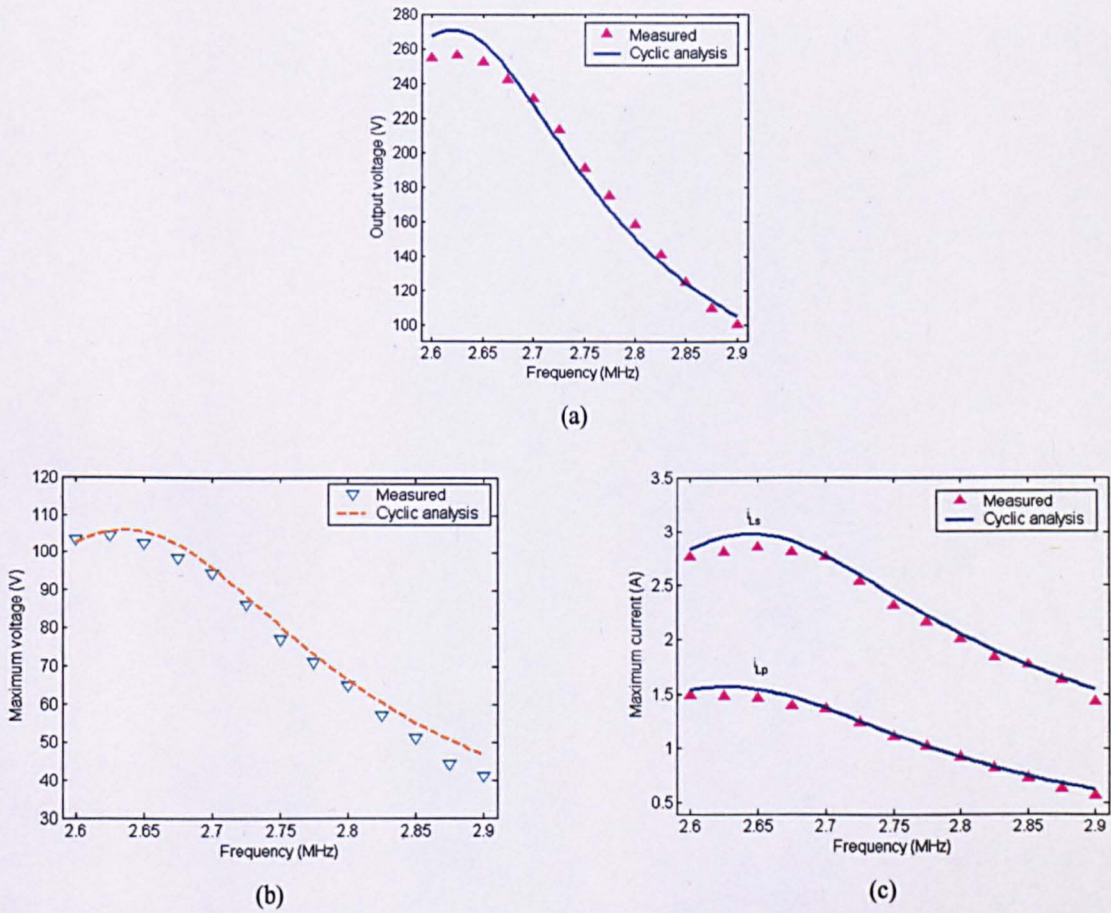 280
260
240
220
200
180
160
140
120
100
Output voltage (V)
Measured
Cyclic analysis
2.6 2.65 2.7 2.75 2.8 2.85 2.9
Frequency (MHz)
(a)
120
110
100
90
80
70
60
50
40
30
Maximum voltage (V)
Measured
Cyclic analysis
2.6 2.65 2.7 2.75 2.8 2.85 2.9
Frequency (MHz)
(b)
3.5
3
2.5
2
1.5
1
0.5
Maximum current (A)
Measured
Cyclic analysis
iLs
iLp
2.6 2.65 2.7 2.75 2.8 2.85 2.9
Frequency (MHz)
(c)